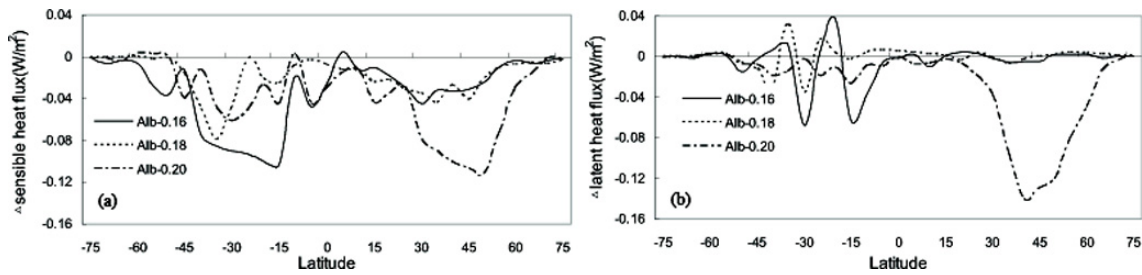 0.04
0
-0.04
-0.08
-0.12
-0.16
△sensible heat flux(W/m²)
Alb-0.16
Alb-0.18
Alb-0.20
(a)
-75 -60 -45 -30 -15 0 15 30 45 60 75
Latitude
0.04
0
-0.04
-0.08
-0.12
-0.16
△latent heat flux(W/m²)
Alb-0.16
Alb-0.18
Alb-0.20
(b)
-75 -60 -45 -30 -15 0 15 30 45 60 75
Latitude